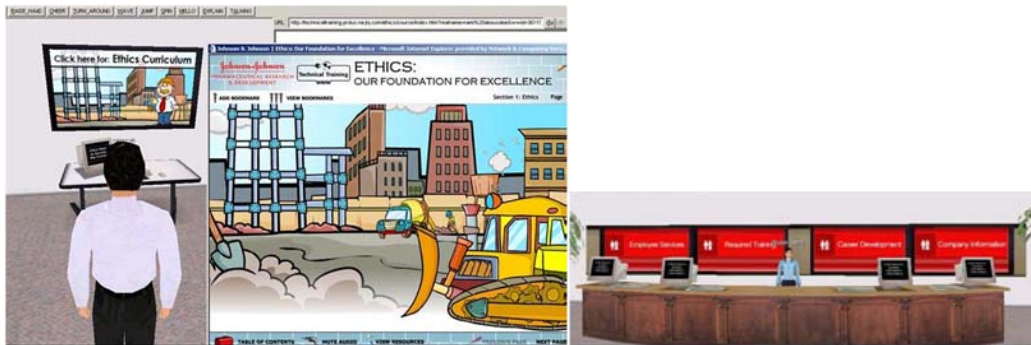 RAISE_HAND CHEER TURN_AROUND WAVE JUMP SPIN HELLO EXPLAIN TALKING
URL
Click here for: Ethics Curriculum
Johnson & Johnson | Ethics: Our Foundation for Excellence - Microsoft Internet Explorer provided by Network & Computing
Johnson & Johnson
PHARMACEUTICAL RESEARCH
& DEVELOPMENT
Technical Training
ETHICS:
OUR FOUNDATION FOR EXCELLENCE
ADD BOOKMARK VIEW BOOKMARKS Section 1: Ethics Page
TABLE OF CONTENTS MUTE AUDIO VIEW RESOURCES PREVIOUS PAGE NEXT PAGE
Employee Services
Required Training
Career Development
Company Information